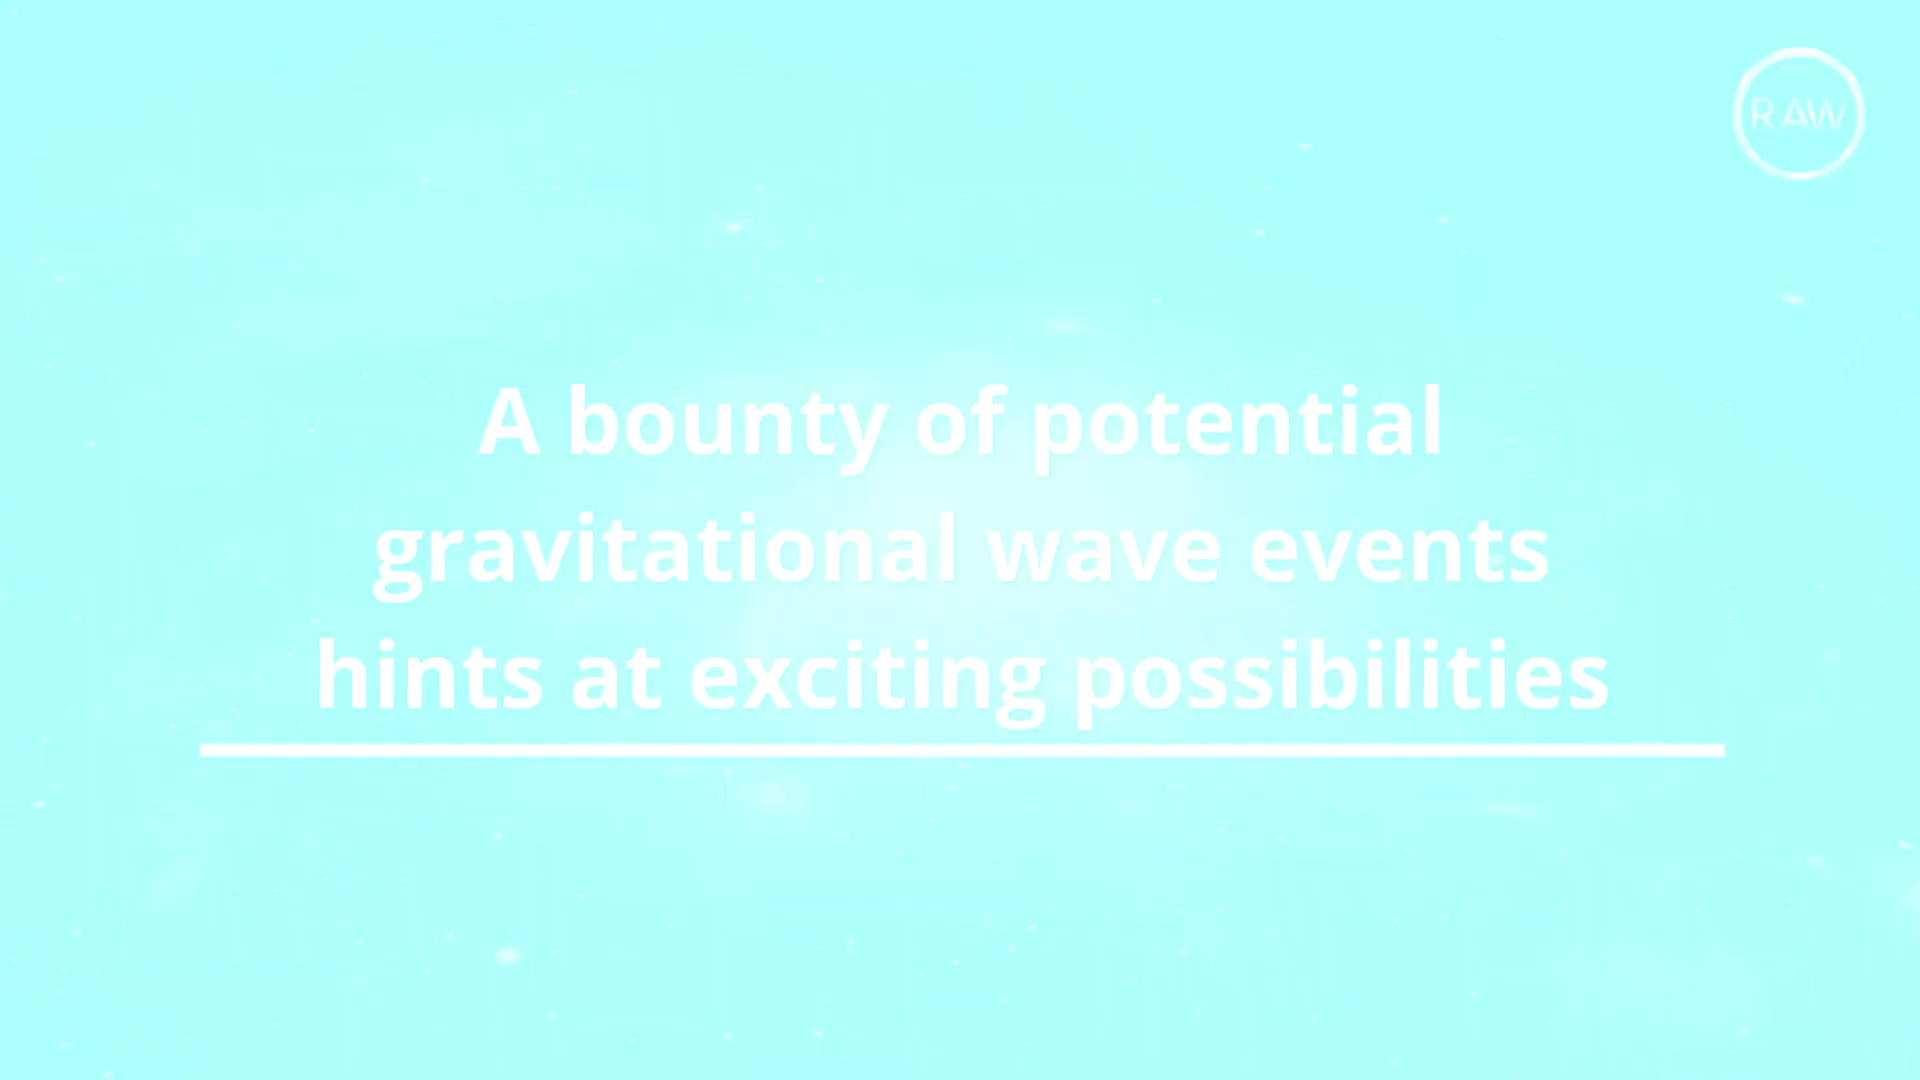 RAW
A bounty of potential
gravitational wave events
hints at exciting possibilities